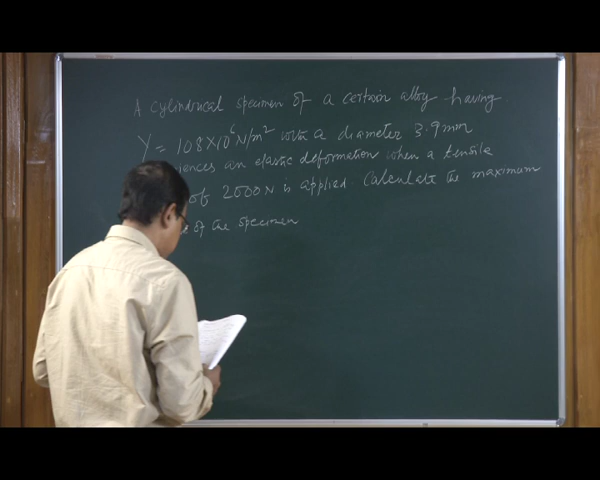 A cylindrical specimen of a certain alloy having
Y = 108×10⁶ N/m² with a diameter 3.9mm
iences an elastic deformation when a tensile
of 2000N is applied. Calculate the maximum
of the specimen